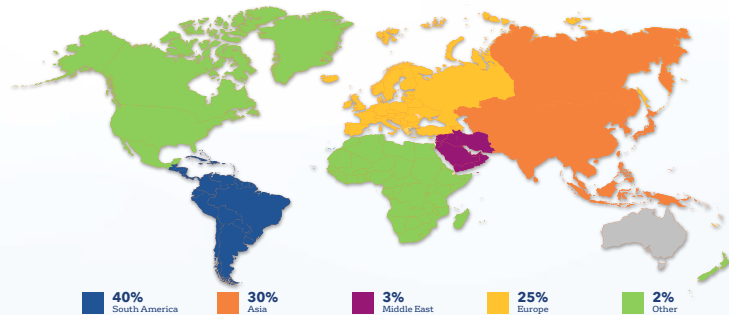 40%
South America
30%
Asia
3%
Middle East
25%
Europe
2%
Other